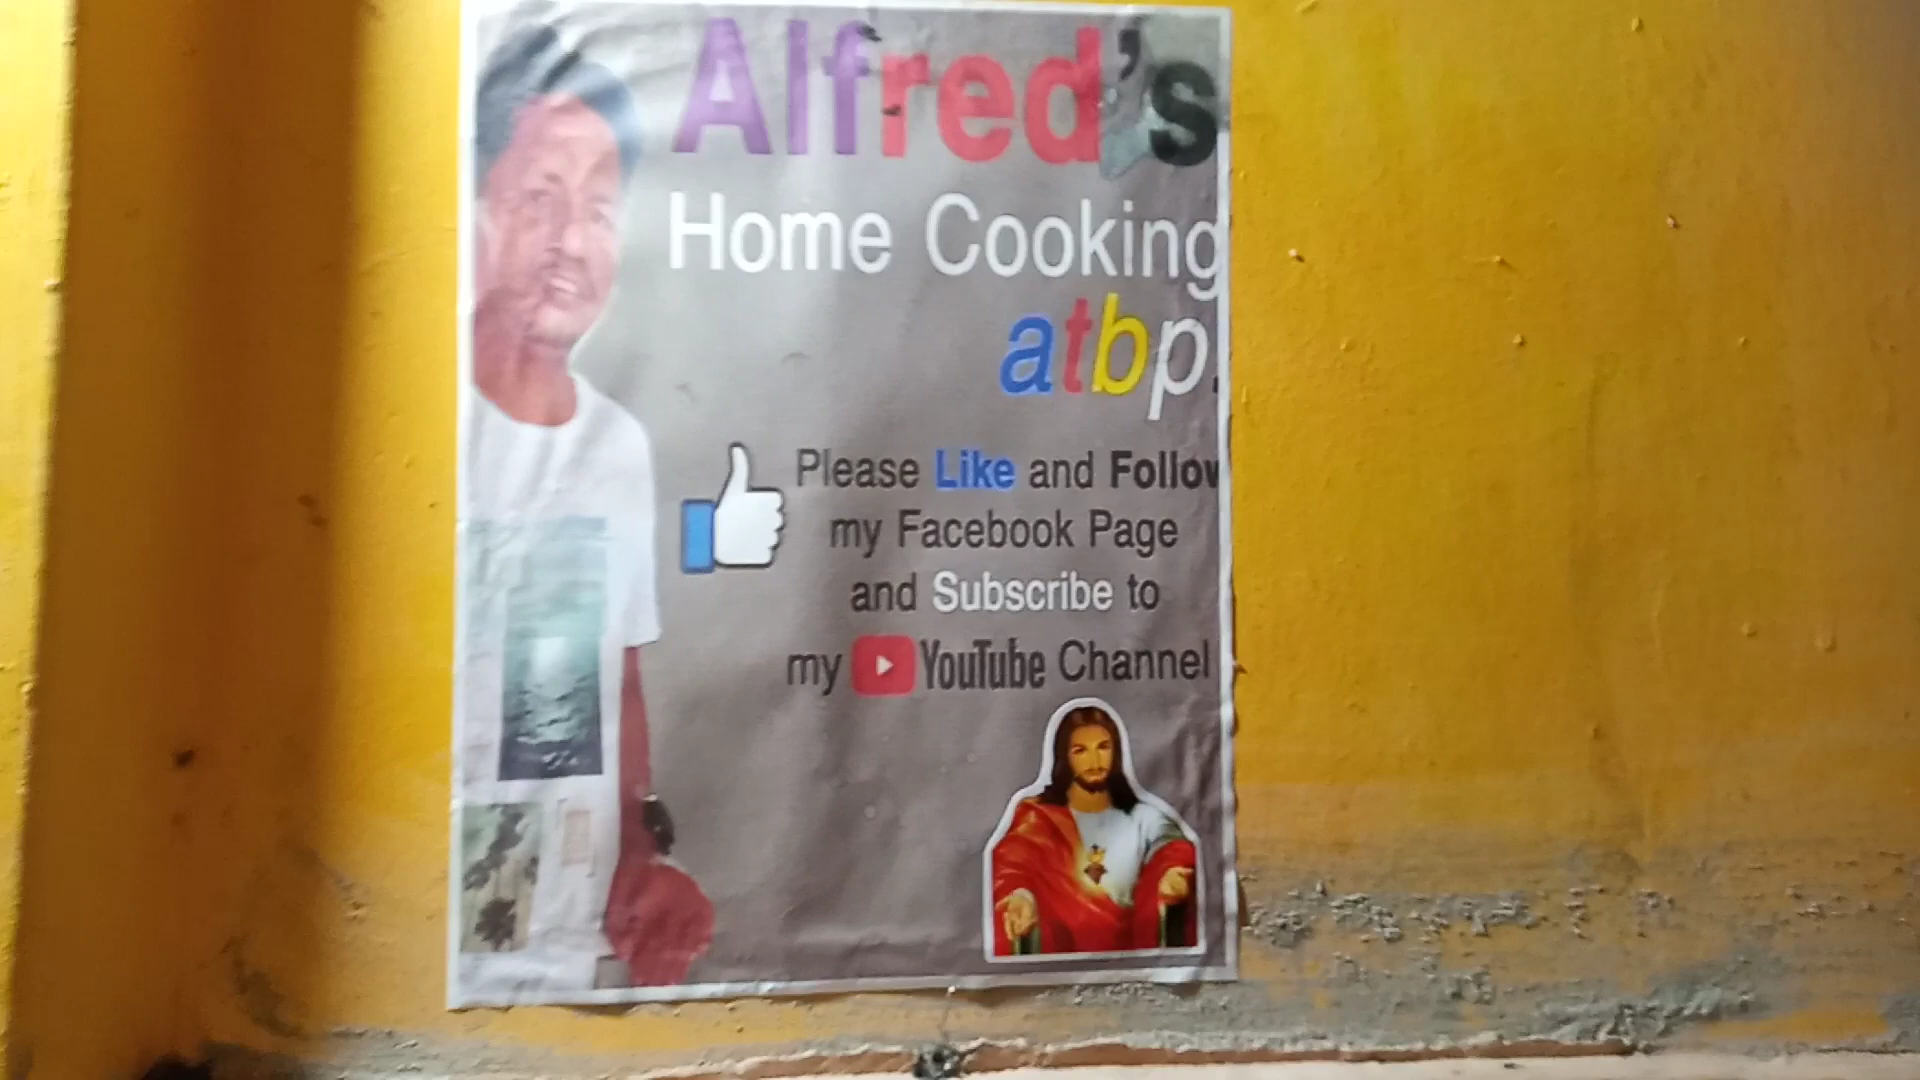 Alfred's
Home Cooking
atbp.
Please Like and Follow
my Facebook Page
and Subscribe to
my YouTube Channel